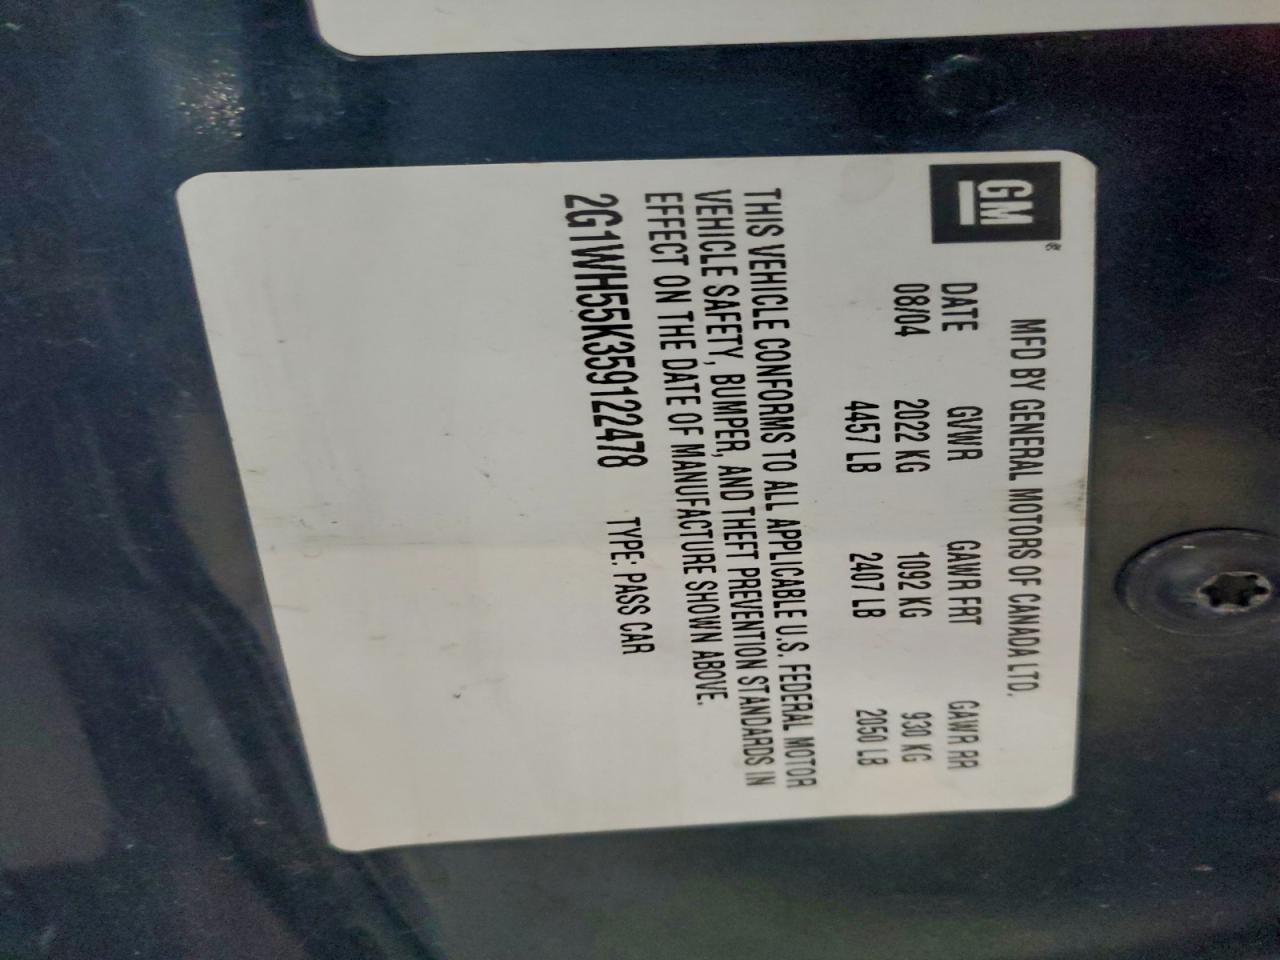 GM®
MFD BY GENERAL MOTORS OF CANADA LTD.
DATE GVWR GAWR FRT GAWR RR
08/04 2022 KG 1092 KG 930 KG
4457 LB 2407 LB 2050 LB
THIS VEHICLE CONFORMS TO ALL APPLICABLE U.S. FEDERAL MOTOR
VEHICLE SAFETY, BUMPER, AND THEFT PREVENTION STANDARDS IN
EFFECT ON THE DATE OF MANUFACTURE SHOWN ABOVE.
2G1WH55K359122478 TYPE: PASS CAR